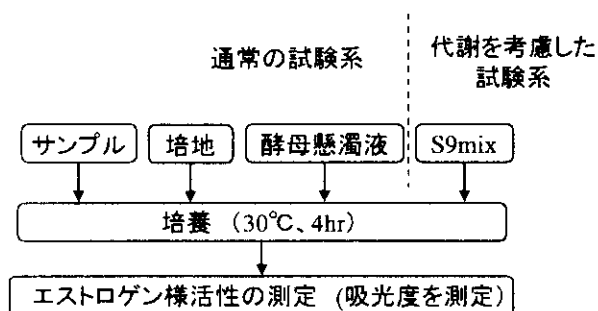 通常の試験系
代謝を考慮した
試験系
サンプル
培地
酵母懸濁液
S9mix
培養 (30℃、4hr)
エストロゲン様活性の測定 (吸光度を測定)